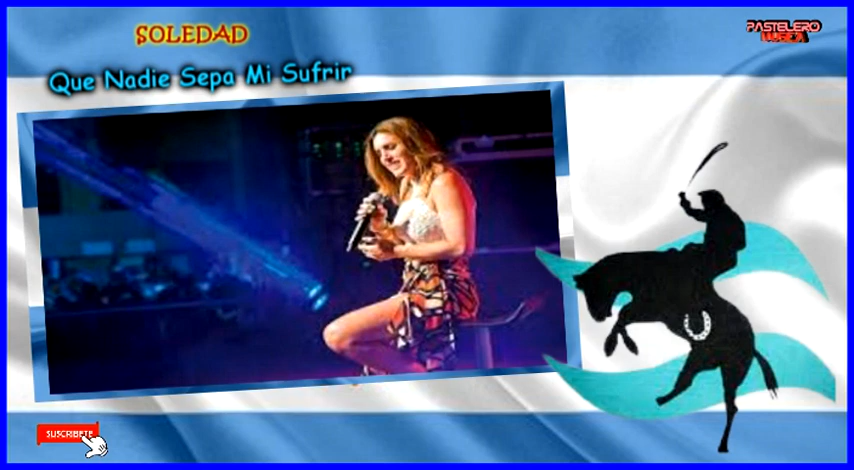 SOLEDAD
PASTELERO
Que Nadie Sepa Mi Sufrir
SUSCRIBETE